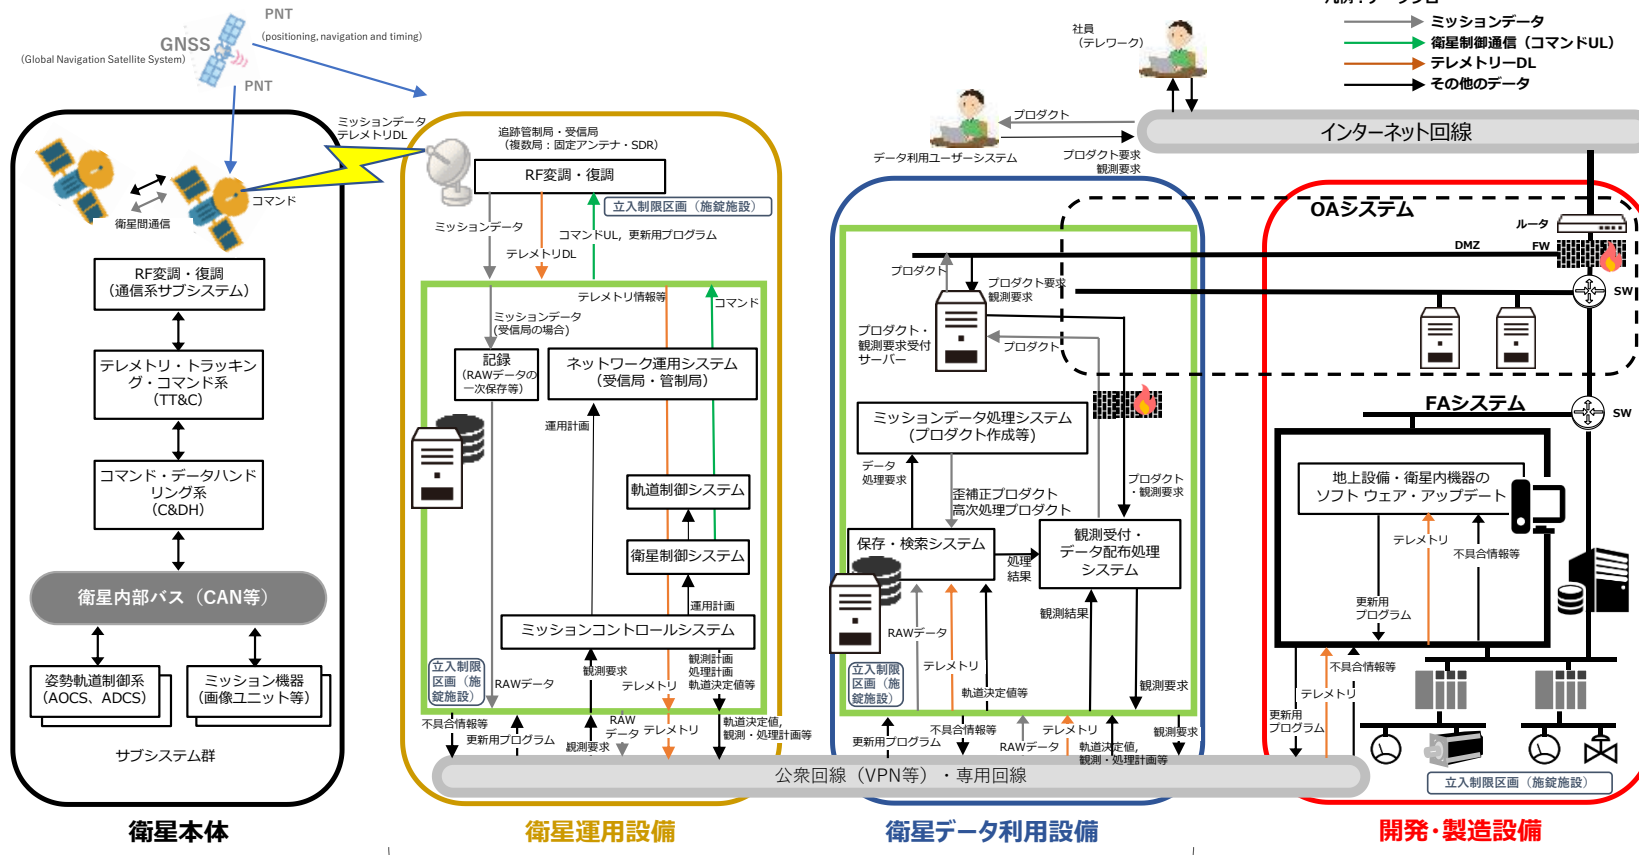 PNT
(positioning, navigation and timing)
GNSS
(Global Navigation Satellite System)
PNT
社員
(テレワーク)
ミッションデータ
衛星制御通信（コマンドUL）
テレメトリーDL
その他のデータ
プロダクト
データ利用ユーザーシステム
プロダクト要求
観測要求
インターネット回線
ミッションデータ
テレメトリDL
コマンド
衛星間通信
RF変調・復調
（通信系サブシステム）
テレメトリ・トラッキ
ング・コマンド系
(TT&C)
コマンド・データハンド
リング系
(C&DH)
衛星内部バス（CAN等）
姿勢軌道制御系
(AOCS、ADCS)
ミッション機器
(画像ユニット等)
サブシステム群
衛星本体
追跡管制局・受信局
（複数局：固定アンテナ・SDR）
RF変調・復調
立入制限区画（施錠施設）
ミッションデータ
テレメトリDL
コマンドUL，更新用プログラム
テレメトリ情報等
コマンド
ミッションデータ
(受信局の場合)
記録
（RAWデータの
一次保存等）
ネットワーク運用システム
（受信局・管制局）
運用計画
軌道制御システム
衛星制御システム
運用計画
ミッションコントロールシステム
立入制限
区画（施
錠施設）
RAWデータ
観測要求
テレメトリ
観測計画
処理計画
軌道決定値等
不具合情報等
更新用プログラム
観測要求
RAW
データ
テレメトリ
軌道決定値,
観測・処理計画等
公衆回線（VPN等）・専用回線
衛星運用設備
プロダクト
プロダクト要求
観測要求
プロダクト・
観測要求受付
サーバー
プロダクト
ミッションデータ処理システム
(プロダクト作成等)
データ
処理要求
歪補正プロダクト
高次処理プロダクト
プロダクト
・観測要求
保存・検索システム
処理
結果
観測受付・
データ配布処理
システム
RAWデータ
テレメトリ
軌道決定値等
観測結果
観測要求
立入制限
区画（施
錠施設）
更新用プログラム
不具合情報等
RAWデータ
テレメトリ
軌道決定値,
観測・処理計画等
観測要求
衛星データ利用設備
OAシステム
ルータ
DMZ
FW
SW
FAシステム
SW
地上設備・衛星内機器の
ソフト ウェア・アップデート
テレメトリ
不具合情報等
更新用
プログラム
不具合情報等
テレメトリ
更新用
プログラム
立入制限区画（施錠施設）
開発・製造設備